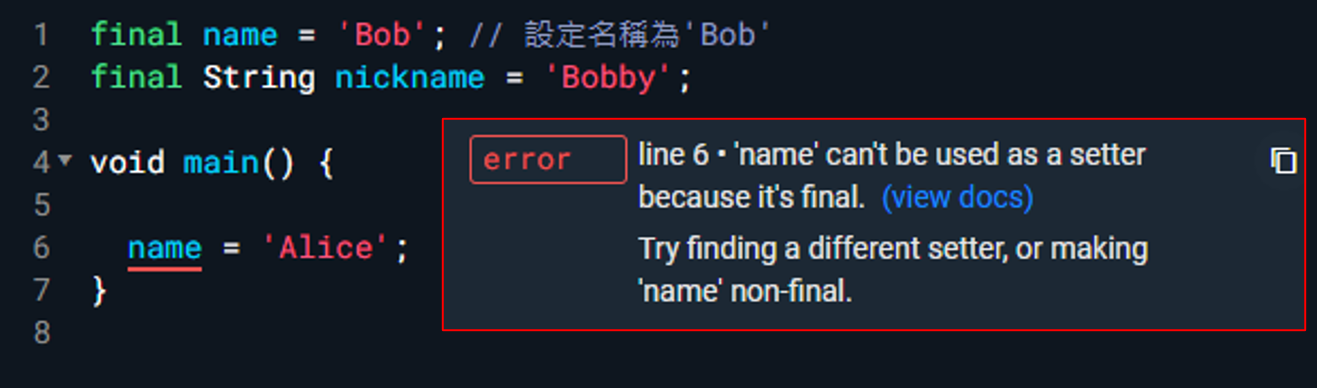 1 final name = 'Bob'; // 設定名稱為'Bob'
2 final String nickname = 'Bobby';
3
4 void main() {
5
6 name = 'Alice';
7 }
8
error
line 6 • 'name' can't be used as a setter
because it's final. (view docs)
Try finding a different setter, or making
'name' non-final.